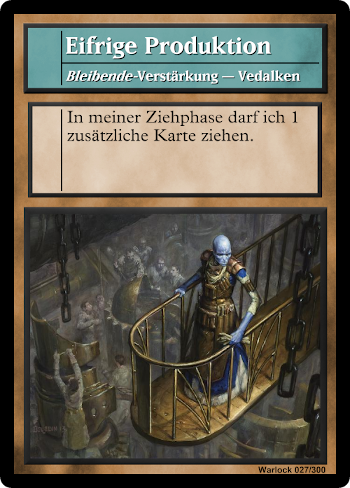 Eifrige Produktion
Bleibende-Verstärkung — Vedalken
In meiner Ziehphase darf ich 1
zusätzliche Karte ziehen.
Warlock 027/300